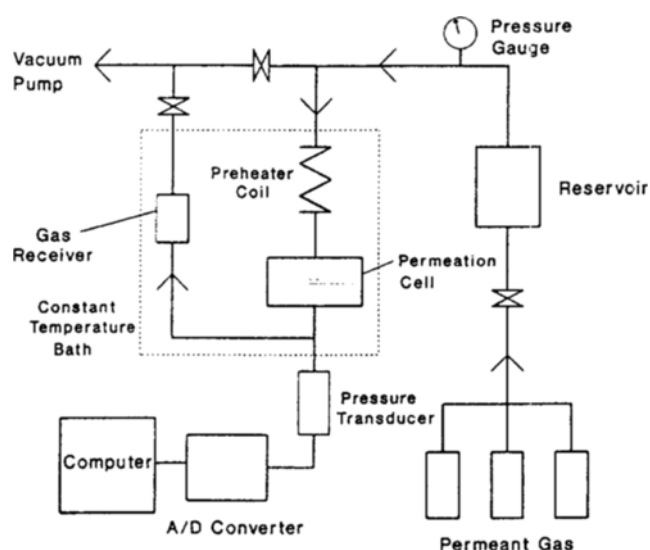 Pressure
Gauge
Vacuum
Pump
Preheater
Coil
Reservoir
Gas
Receiver
Permeation
Cell
Constant
Temperature
Bath
Pressure
Transducer
Computer
A/D Converter
Permeant Gas